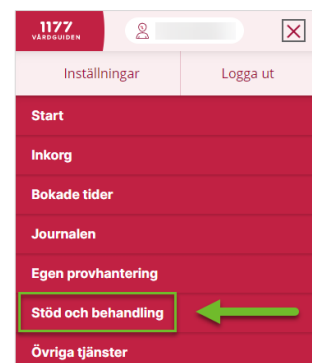 1177
VÅRDGUIDEN
Inställningar
Logga ut
Start
Inkorg
Bokade tider
Journalen
Egen provhantering
Stöd och behandling
Övriga tjänster